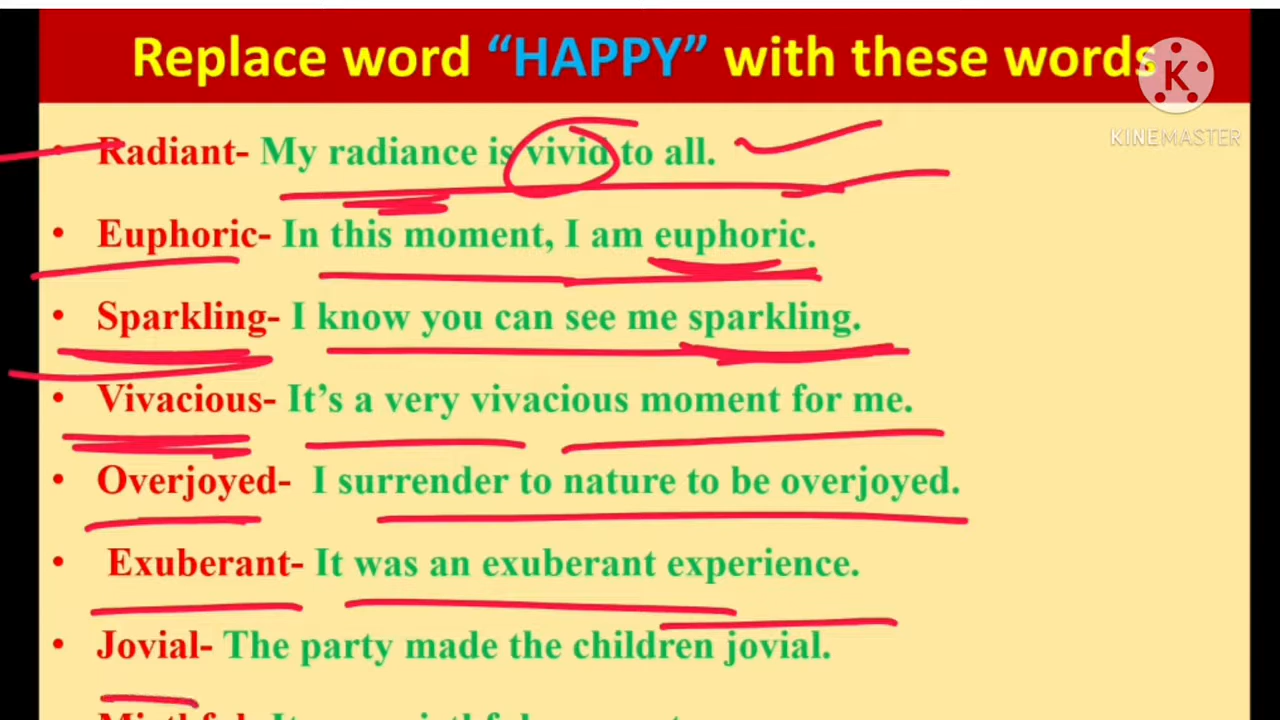 Replace word “HAPPY” with these words
K
KINEMASTER
• Radiant- My radiance is vivid to all.
• Euphoric- In this moment, I am euphoric.
• Sparkling- I know you can see me sparkling.
• Vivacious- It’s a very vivacious moment for me.
• Overjoyed- I surrender to nature to be overjoyed.
• Exuberant- It was an exuberant experience.
• Jovial- The party made the children jovial.